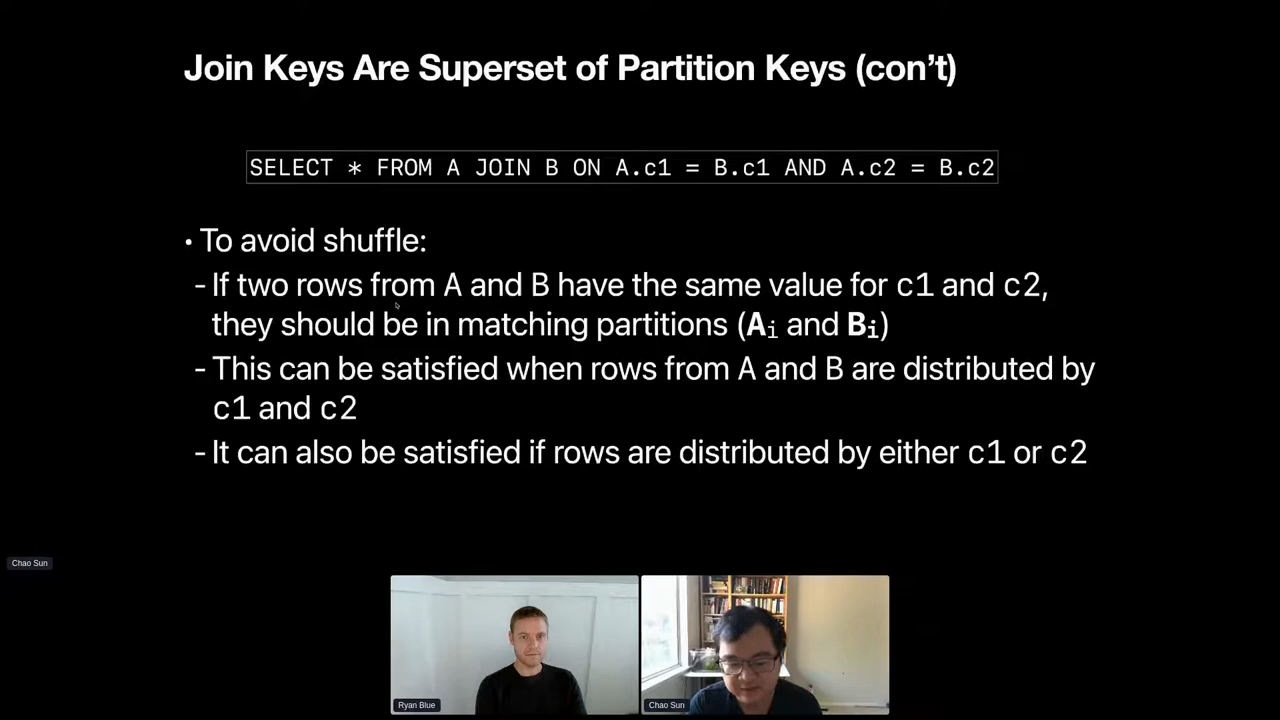 Join Keys Are Superset of Partition Keys (con’t)
SELECT * FROM A JOIN B ON A.c1 = B.c1 AND A.c2 = B.c2
• To avoid shuffle:
- If two rows from A and B have the same value for c1 and c2,
they should be in matching partitions (Ai and Bi)
- This can be satisfied when rows from A and B are distributed by
c1 and c2
- It can also be satisfied if rows are distributed by either c1 or c2
Chao Sun
Ryan Blue
Chao Sun